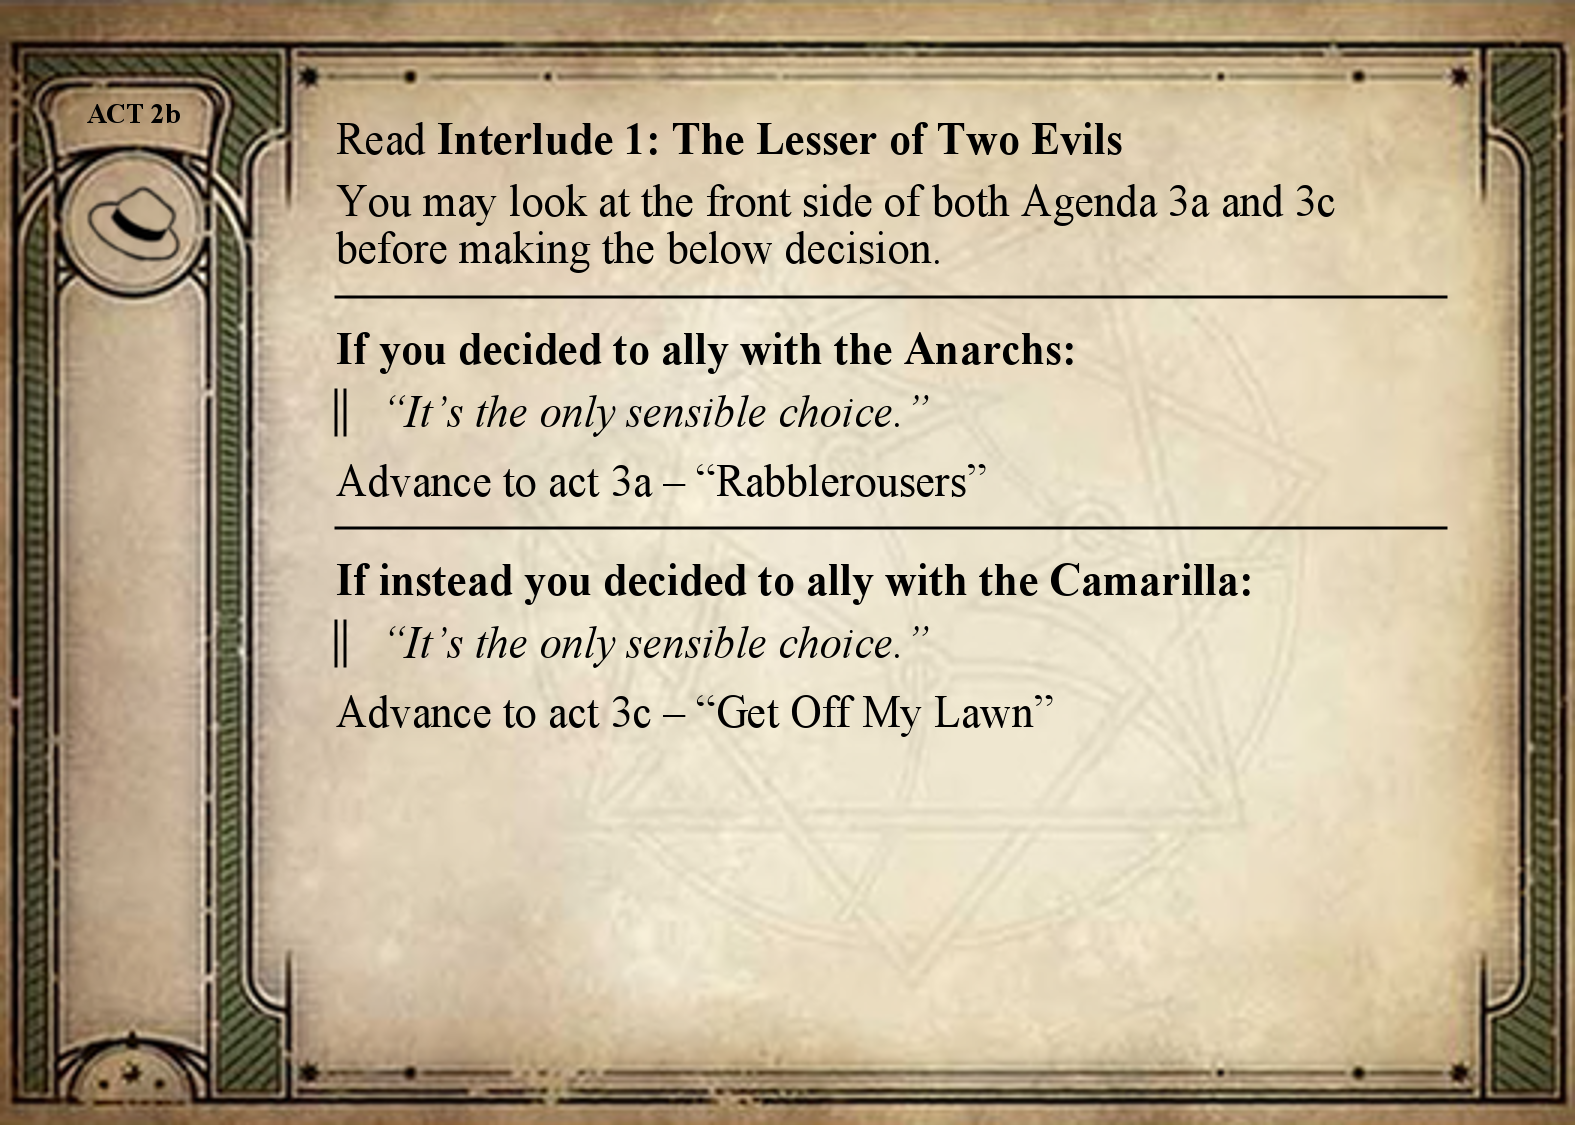 ACT 2b
Read Interlude 1: The Lesser of Two Evils
You may look at the front side of both Agenda 3a and 3c
before making the below decision.
If you decided to ally with the Anarchs:
“It’s the only sensible choice.”
Advance to act 3a – “Rabblerousers”
If instead you decided to ally with the Camarilla:
“It’s the only sensible choice.”
Advance to act 3c – “Get Off My Lawn”